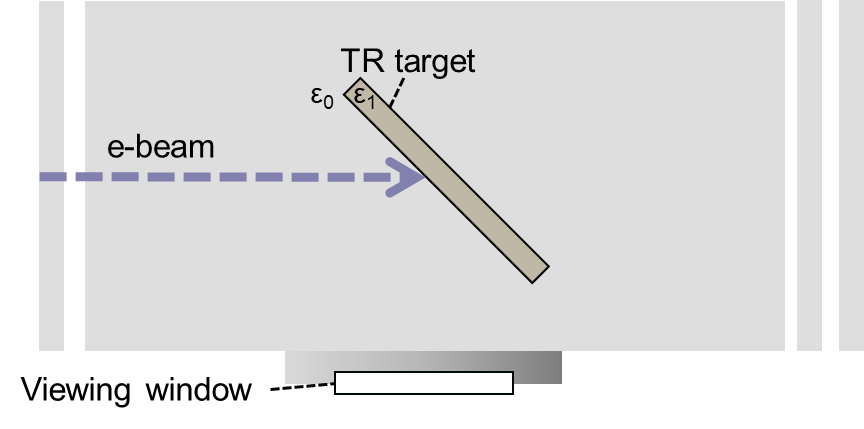 TR target
ε0 ε1
e-beam
Viewing window